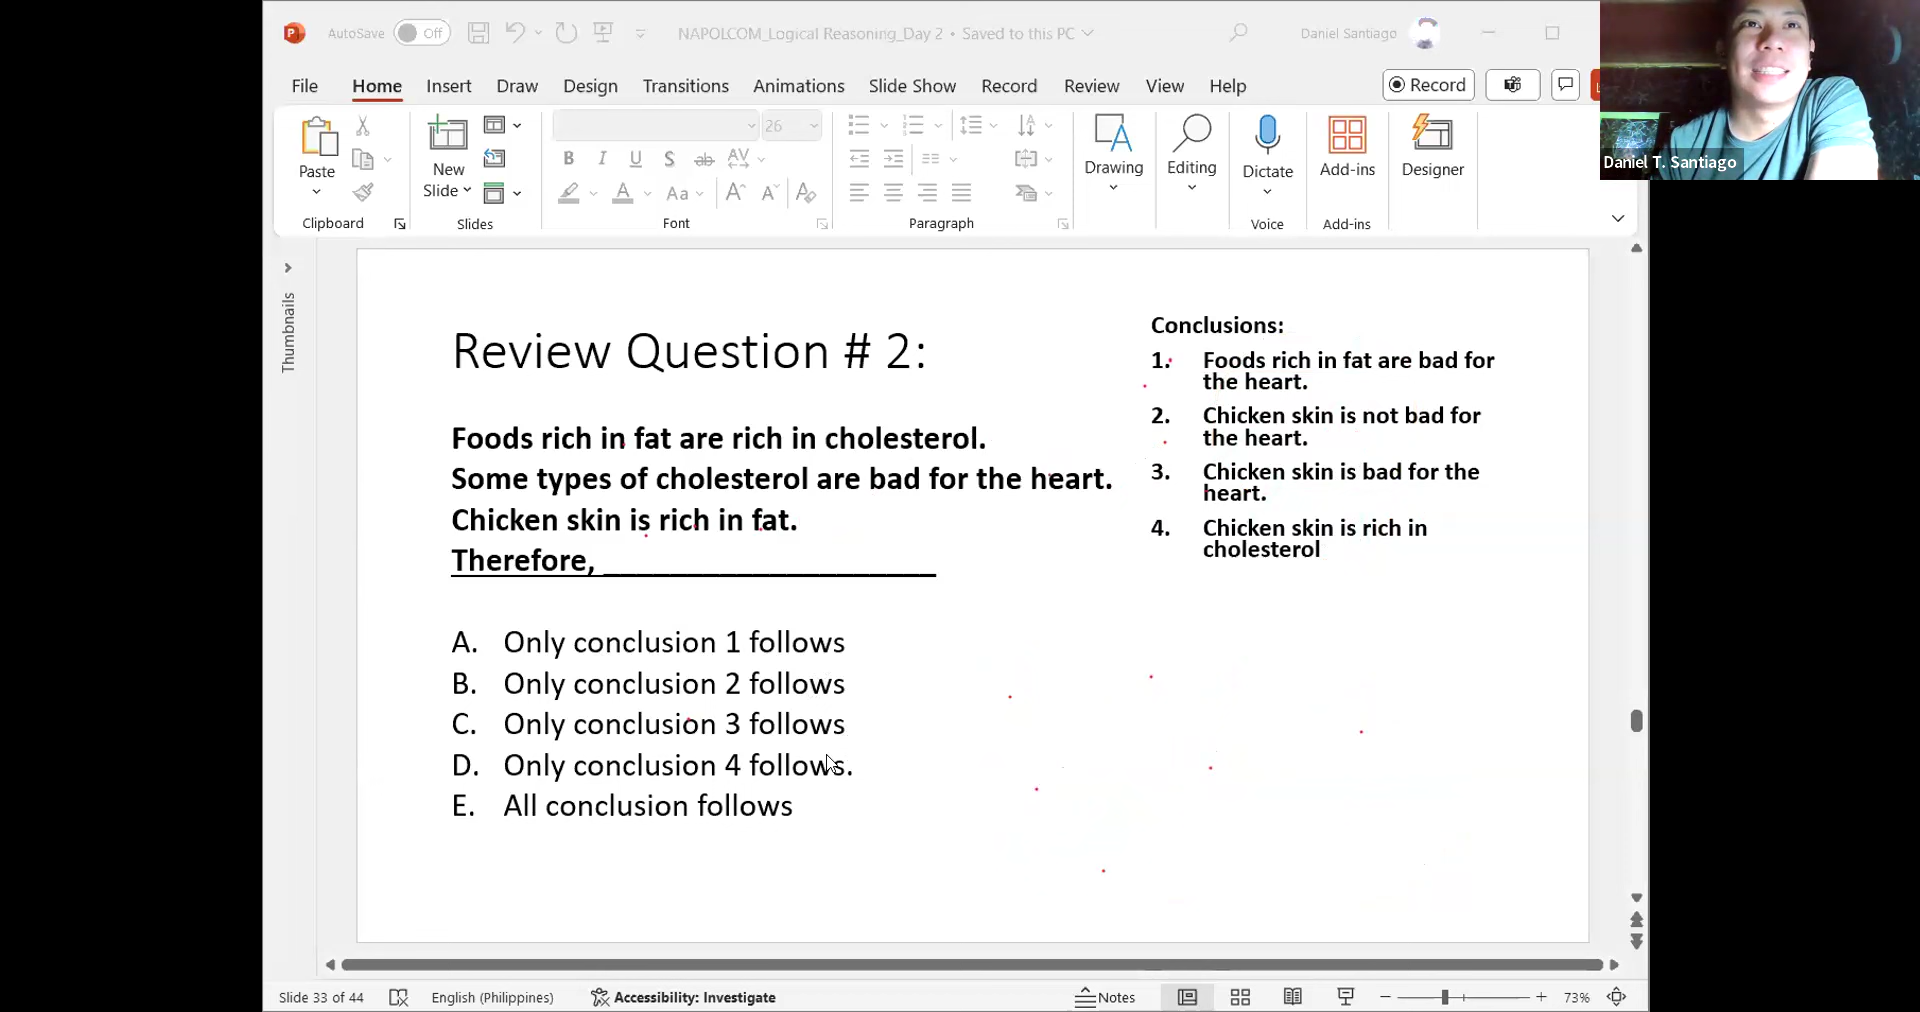 AutoSave Off NAPOLCOM_Logical Reasoning_Day 2 • Saved to this PC Daniel Santiago
File Home Insert Draw Design Transitions Animations Slide Show Record Review View Help Record
Paste
New
Slide
26
B I U S ab AV
A Aa A A A
Drawing
Editing
Dictate
Add-ins
Designer
Clipboard Slides Font Paragraph Voice Add-ins
Daniel T. Santiago
Thumbnails
Review Question # 2:
Foods rich in fat are rich in cholesterol.
Some types of cholesterol are bad for the heart.
Chicken skin is rich in fat.
Therefore, ____________________
A. Only conclusion 1 follows
B. Only conclusion 2 follows
C. Only conclusion 3 follows
D. Only conclusion 4 follows.
E. All conclusion follows
Conclusions:
1. Foods rich in fat are bad for
the heart.
2. Chicken skin is not bad for
the heart.
3. Chicken skin is bad for the
heart.
4. Chicken skin is rich in
cholesterol
Slide 33 of 44 English (Philippines) Accessibility: Investigate Notes 73%